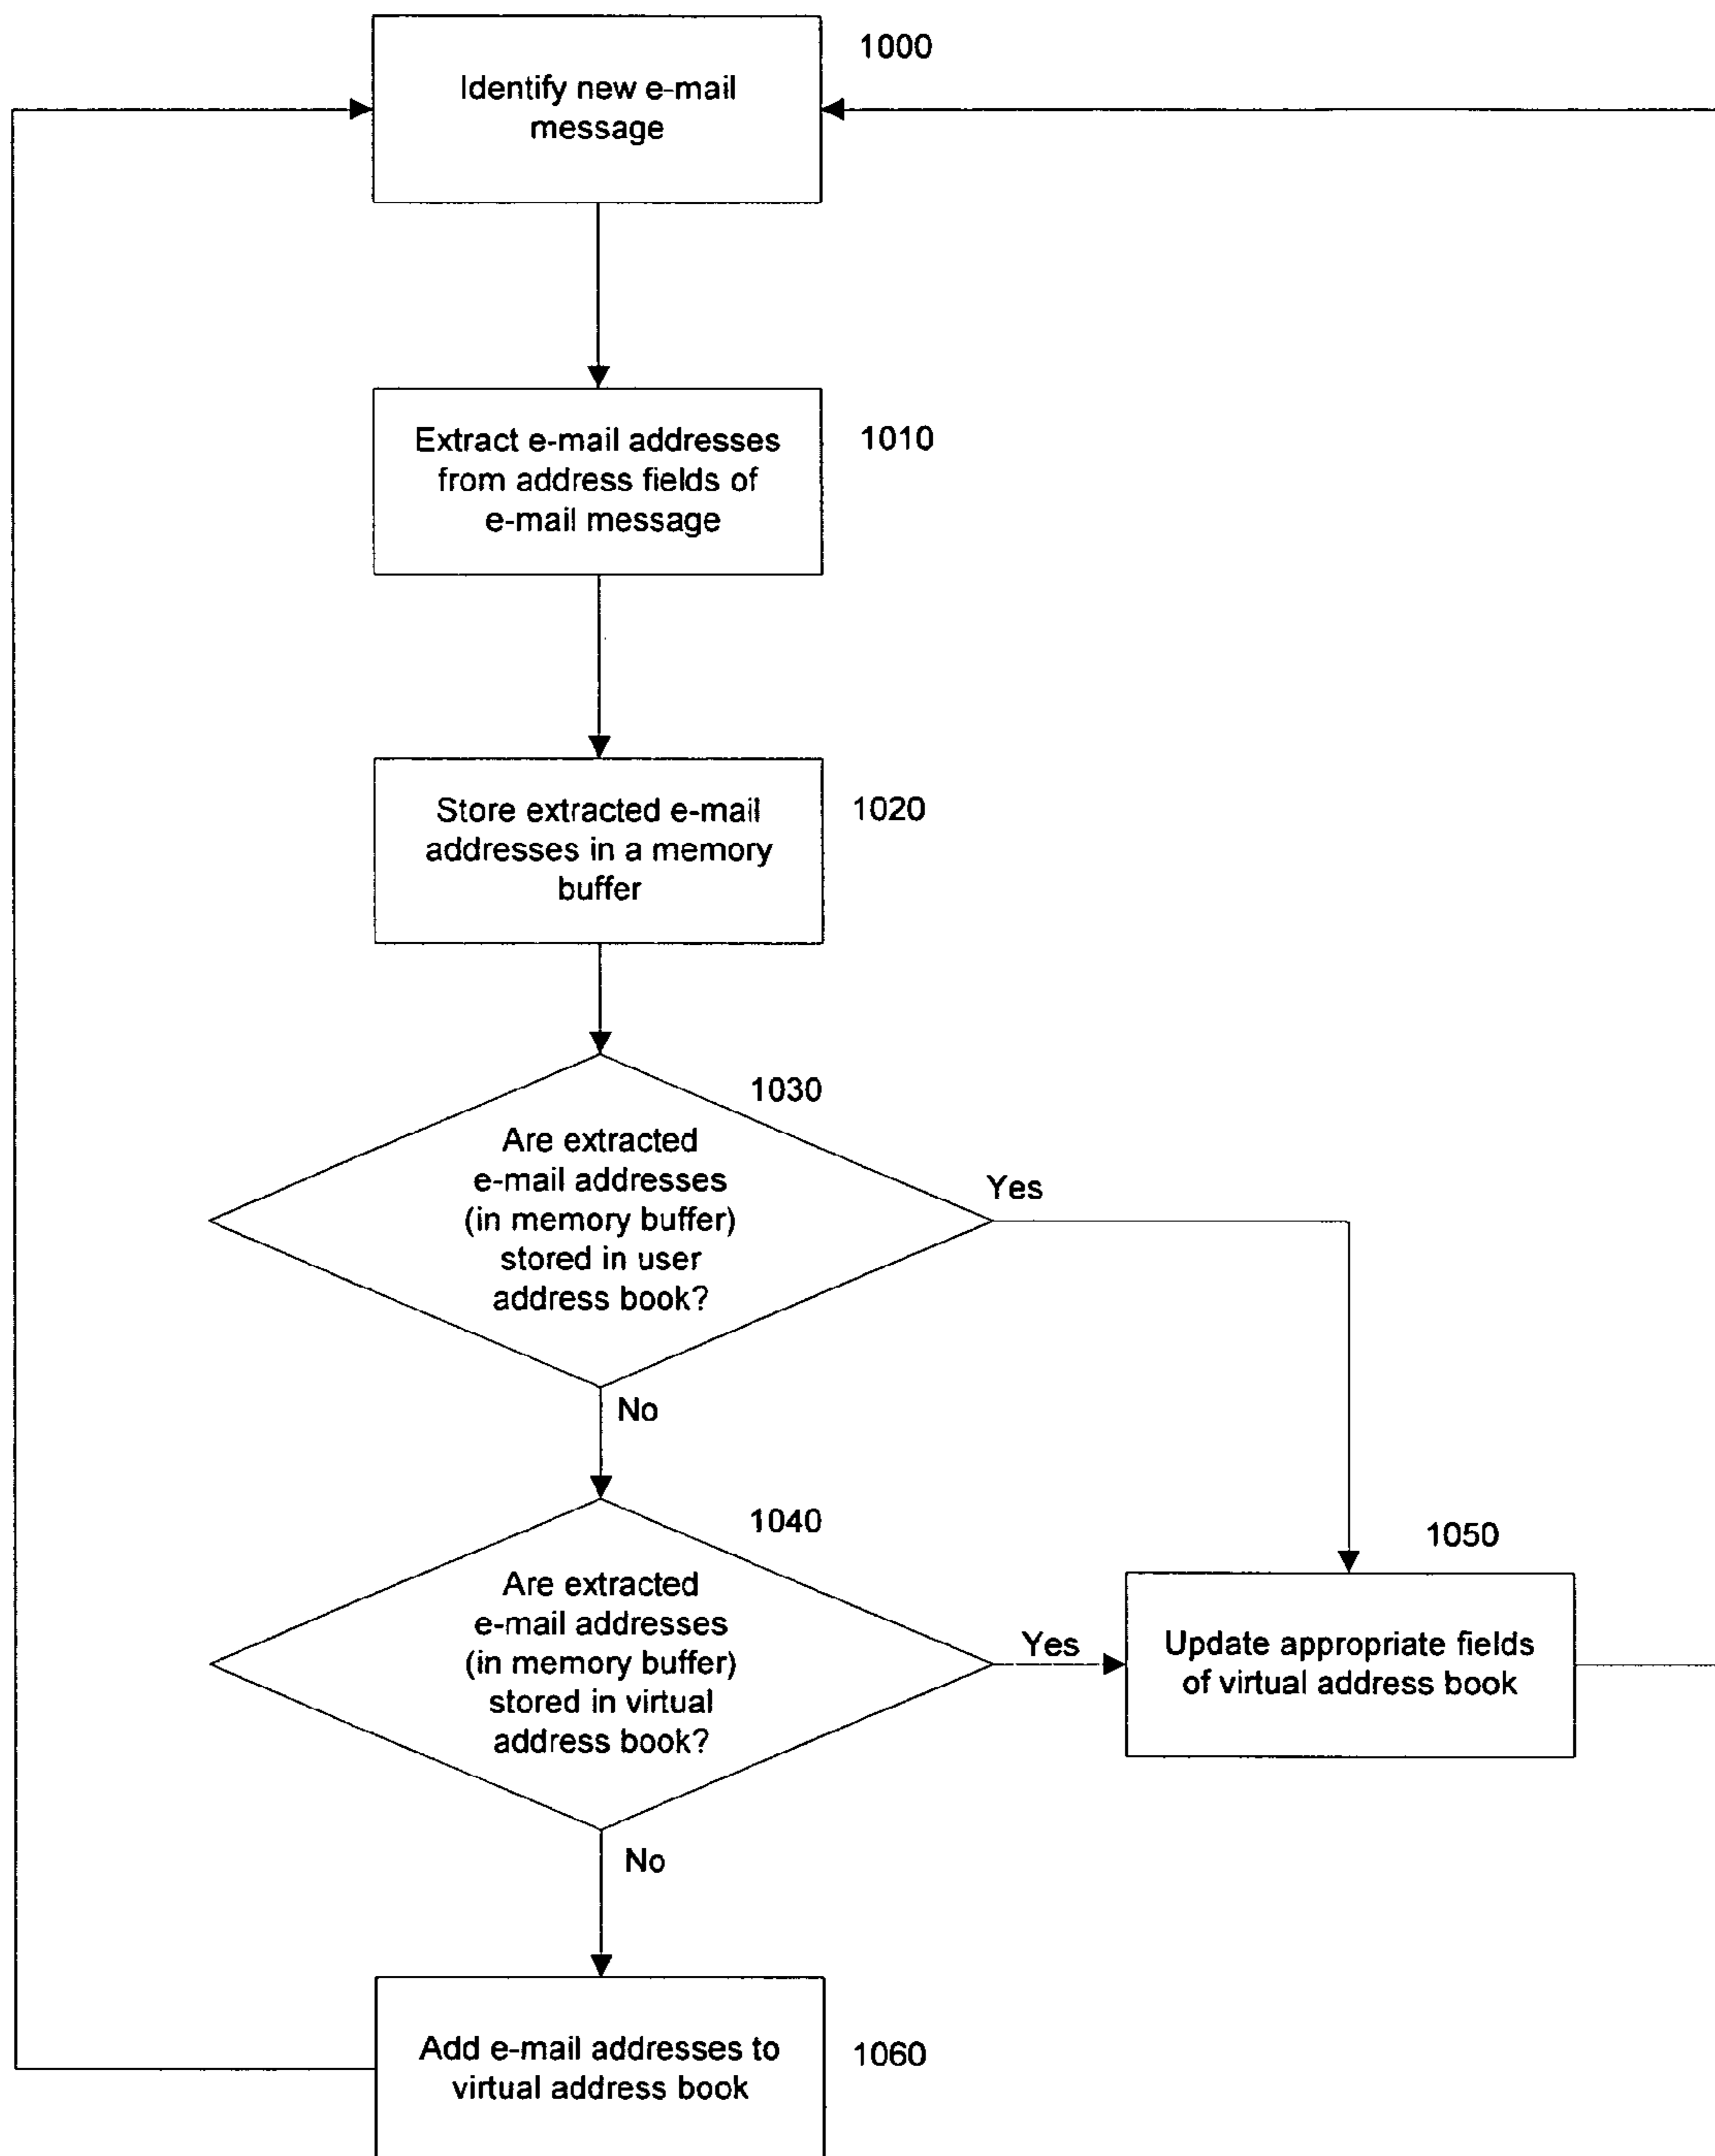 1000
Identify new e-mail
message
Extract e-mail addresses
from address fields of
e-mail message
1010
Store extracted e-mail
addresses in a memory
buffer
1020
1030
Are extracted
e-mail addresses
(in memory buffer)
stored in user
address book?
Yes
No
1040
Are extracted
e-mail addresses
(in memory buffer)
stored in virtual
address book?
Yes
1050
Update appropriate fields
of virtual address book
No
Add e-mail addresses to
virtual address book
1060